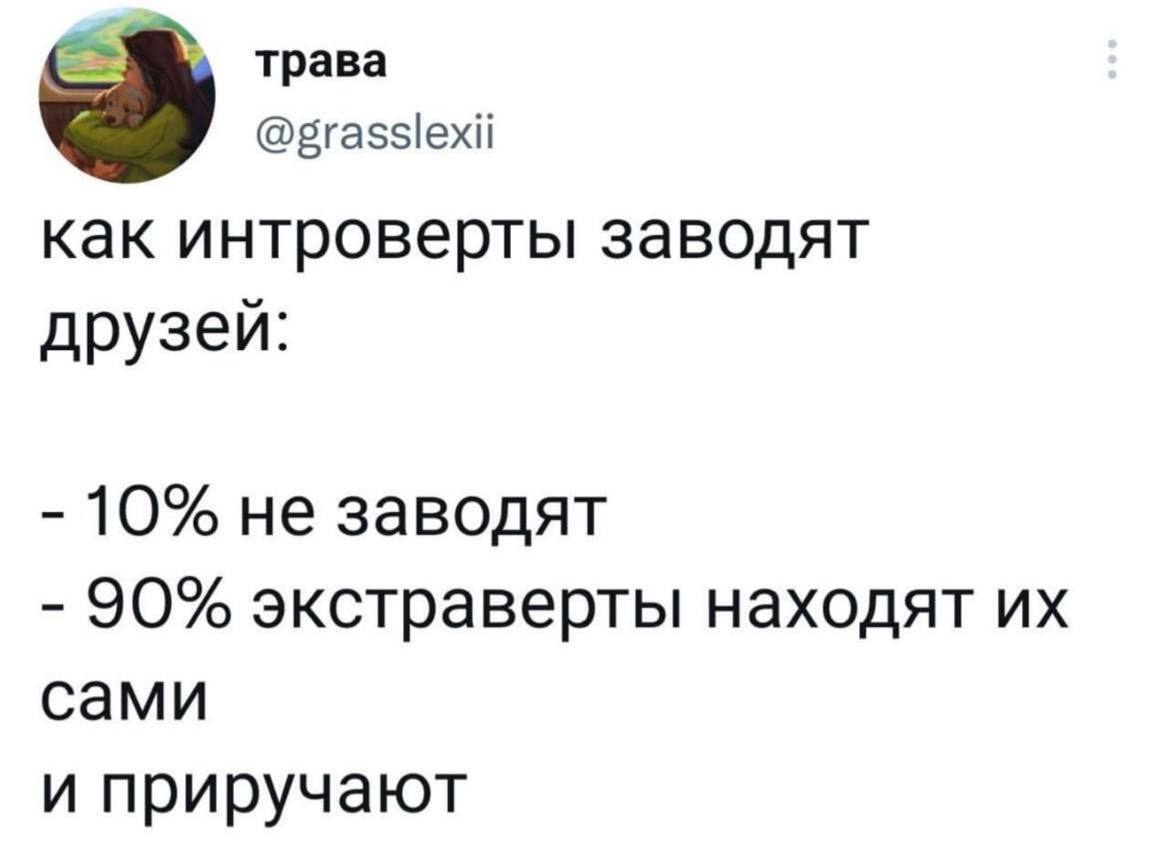 трава
@grasslexii
как интроверты заводят
друзей:
- 10% не заводят
- 90% экстраверты находят их
сами
и приручают